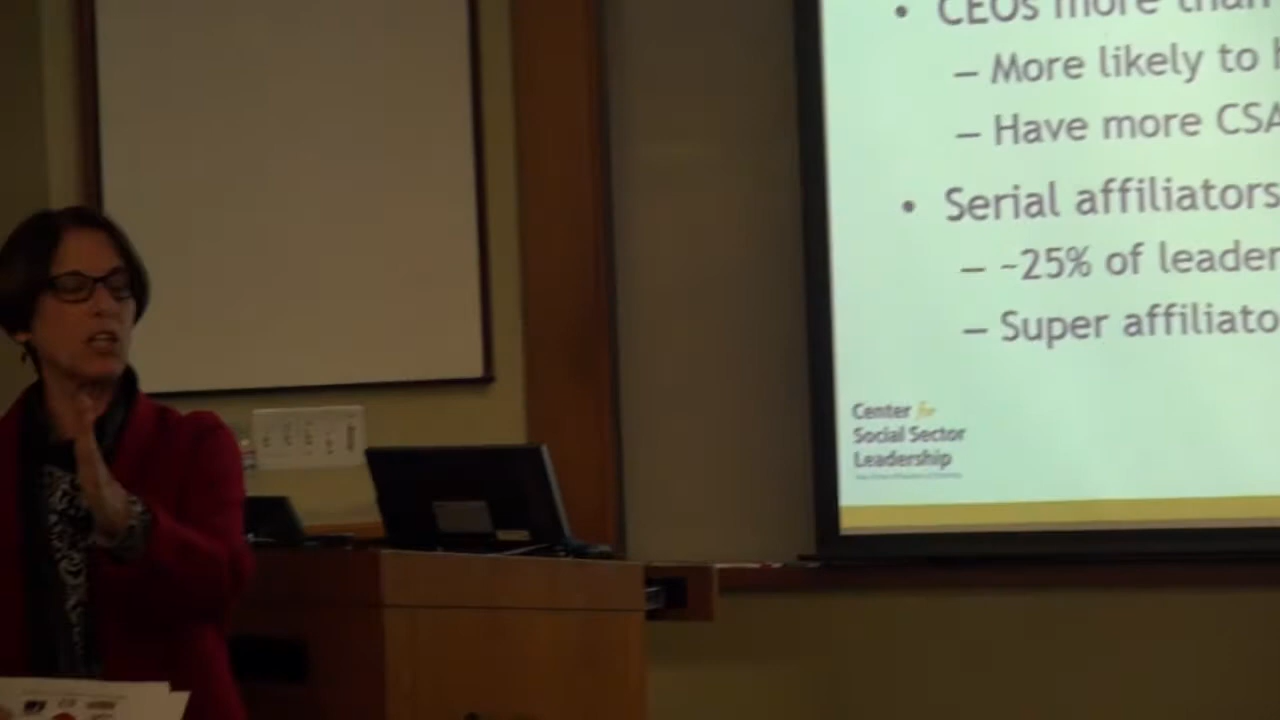 • CEOs more than
– More likely to
– Have more CSA
• Serial affiliators
– ~25% of leader
– Super affiliato
Center for
Social Sector
Leadership